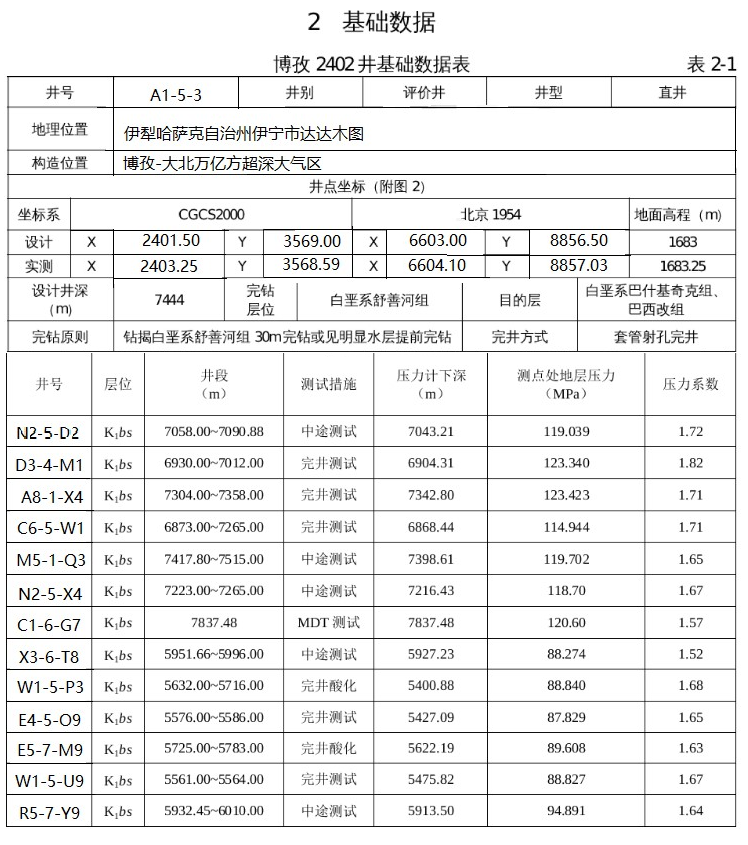 2 基础数据
博孜 2402 井基础数据表 表 2-1
井号 A1-5-3 井别 评价井 井型 直井
地理位置 伊犁哈萨克自治州伊宁市达达木图
构造位置 博孜-大北万亿方超深大气区
井点坐标（附图 2）
坐标系 CGCS2000 北京 1954 地面高程（m）
设计 X 2401.50 Y 3569.00 X 6603.00 Y 8856.50 1683
实测 X 2403.25 Y 3568.59 X 6604.10 Y 8857.03 1683.25
设计井深（m） 7444 完钻层位 白垩系舒善河组 目的层 白垩系巴什基奇克组、巴西改组
完钻原则 钻揭白垩系舒善河组 30m完钻或见明显水层提前完钻 完井方式 套管射孔完井
井号 层位 井段（m） 测试措施 压力计下深（m） 测点处地层压力（MPa） 压力系数
N2-5-D2 K₁bs 7058.00~7090.88 中途测试 7043.21 119.039 1.72
D3-4-M1 K₁bs 6930.00~7012.00 完井测试 6904.31 123.340 1.82
A8-1-X4 K₁bs 7304.00~7358.00 完井测试 7342.80 123.423 1.71
C6-5-W1 K₁bs 6873.00~7265.00 完井测试 6868.44 114.944 1.71
M5-1-Q3 K₁bs 7417.80~7515.00 中途测试 7398.61 119.702 1.65
N2-5-X4 K₁bs 7223.00~7265.00 中途测试 7216.43 118.70 1.67
C1-6-G7 K₁bs 7837.48 MDT 测试 7837.48 120.60 1.57
X3-6-T8 K₁bs 5951.66~5996.00 中途测试 5927.23 88.274 1.52
W1-5-P3 K₁bs 5632.00~5716.00 完井酸化 5400.88 88.840 1.68
E4-5-O9 K₁bs 5576.00~5586.00 完井测试 5427.09 87.829 1.65
E5-7-M9 K₁bs 5725.00~5783.00 完井酸化 5622.19 89.608 1.63
W1-5-U9 K₁bs 5561.00~5564.00 完井测试 5475.82 88.827 1.67
R5-7-Y9 K₁bs 5932.45~6010.00 中途测试 5913.50 94.891 1.64